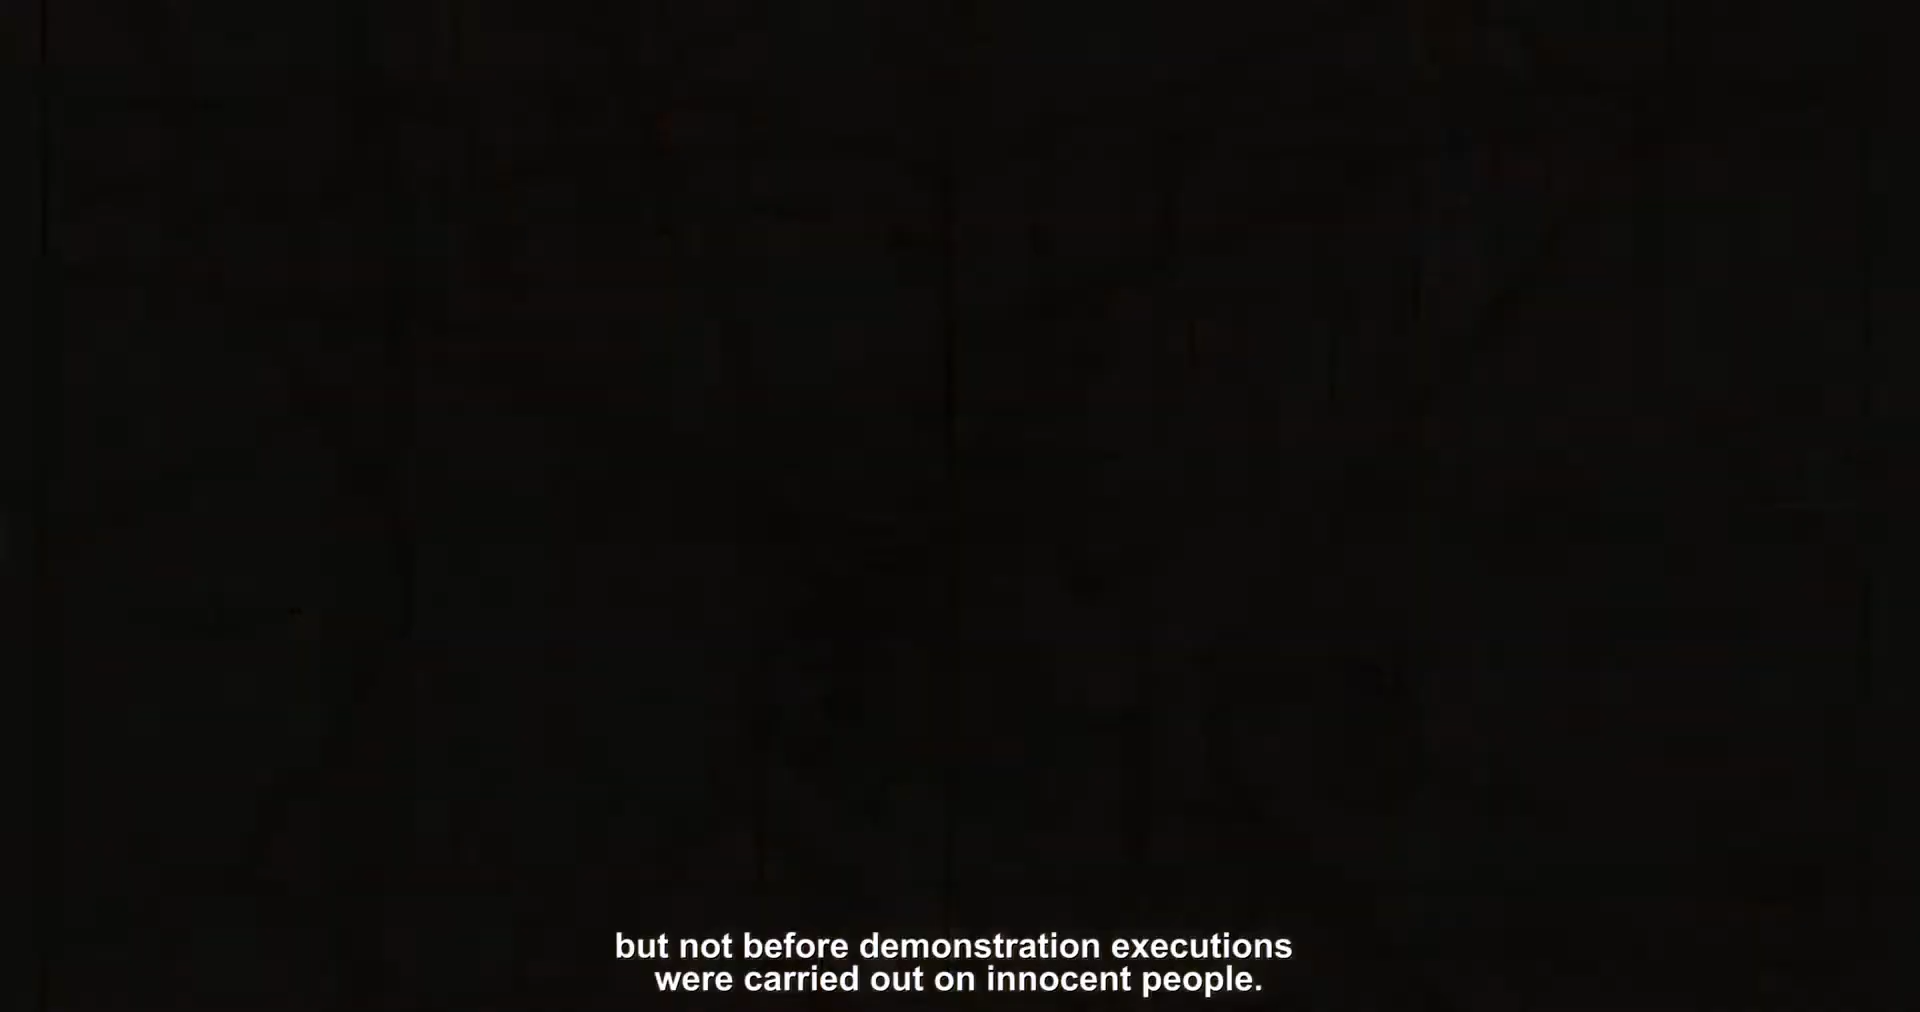 but not before demonstration executions
were carried out on innocent people.